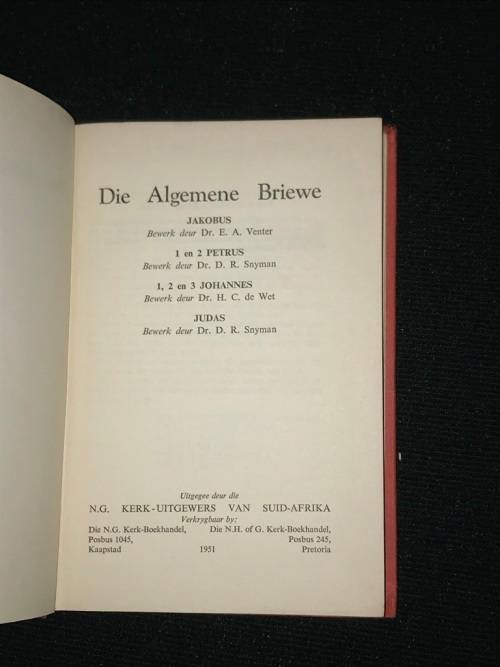 Die Algemene Briewe
JAKOBUS
Bewerk deur Dr. E. A. Venter
1 en 2 PETRUS
Bewerk deur Dr. D. R. Snyman
1, 2 en 3 JOHANNES
Bewerk deur Dr. H. C. de Wet
JUDAS
Bewerk deur Dr. D. R. Snyman
Uitgegee deur die
N.G. KERK-UITGEWERS VAN SUID-AFRIKA
Verkrygbaar by:
Die N.G. Kerk-Boekhandel, Die N.H. of G. Kerk-Boekhandel,
Posbus 1045, Posbus 245,
Kaapstad 1951 Pretoria